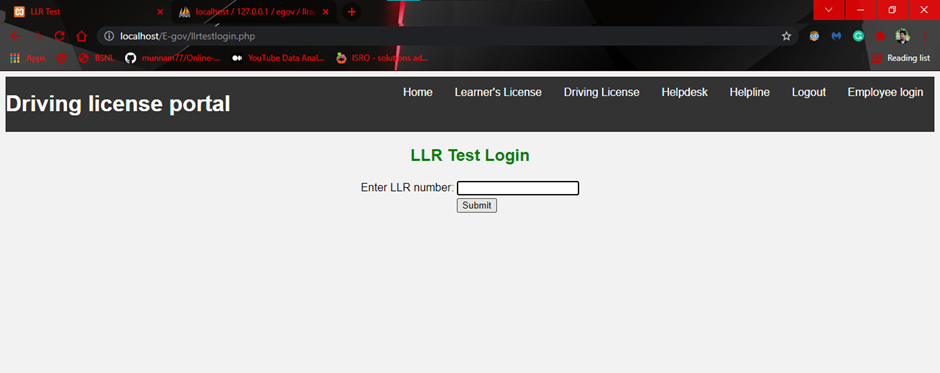 LLR Test
localhost / 127.0.0.1 / egov / llra
localhost/E-gov/llrtestlogin.php
Apps BSNL munnam77/Online-... YouTube Data Anal... ISRO - solutions ad... Reading list
Driving license portal
Home Learner's License Driving License Helpdesk Helpline Logout Employee login
LLR Test Login
Enter LLR number:
Submit